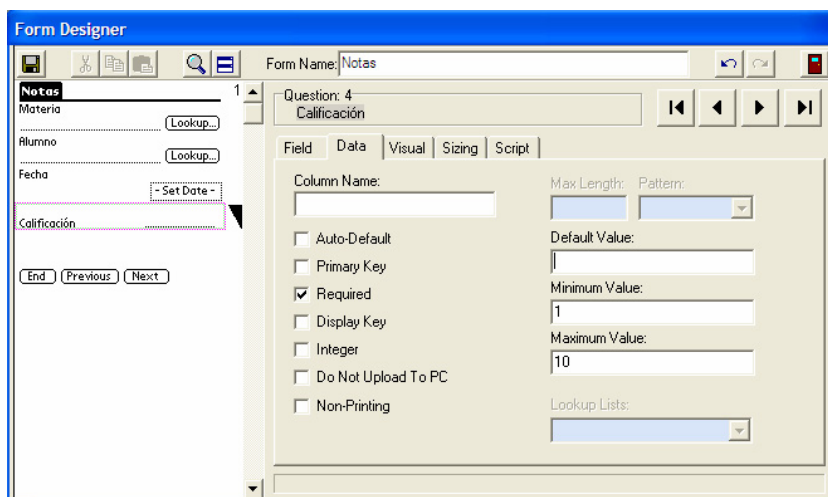 Form Designer
Form Name: Notas
Notas 1
Materia
Lookup...
Alumno
Lookup...
Fecha
- Set Date -
Calificación
End Previous Next
Question: 4
Calificación
Field Data Visual Sizing Script
Column Name:
Max Length: Pattern:
Auto-Default
Default Value:
Primary Key
Required
Minimum Value:
1
Display Key
Integer
Maximum Value:
10
Do Not Upload To PC
Non-Printing
Lookup Lists: